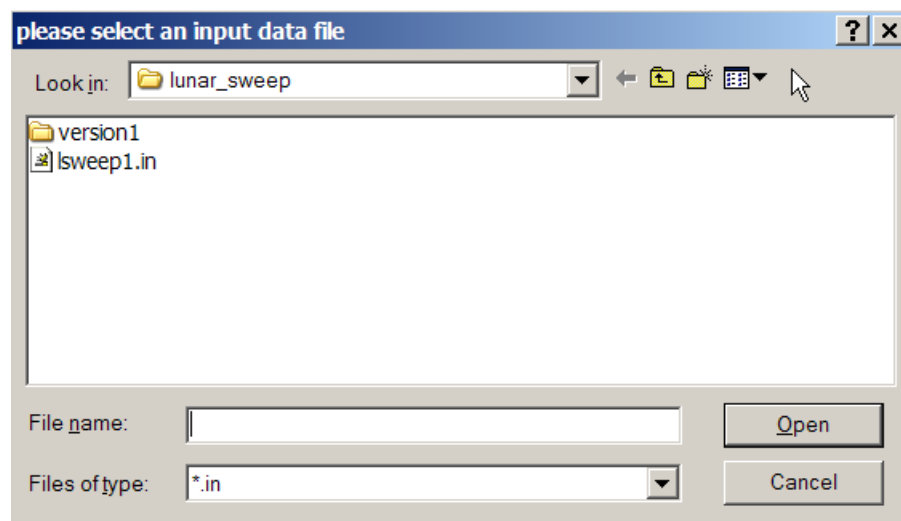 please select an input data file
Look in: lunar_sweep
version1
lsweep1.in
File name:
Open
Files of type: *.in
Cancel